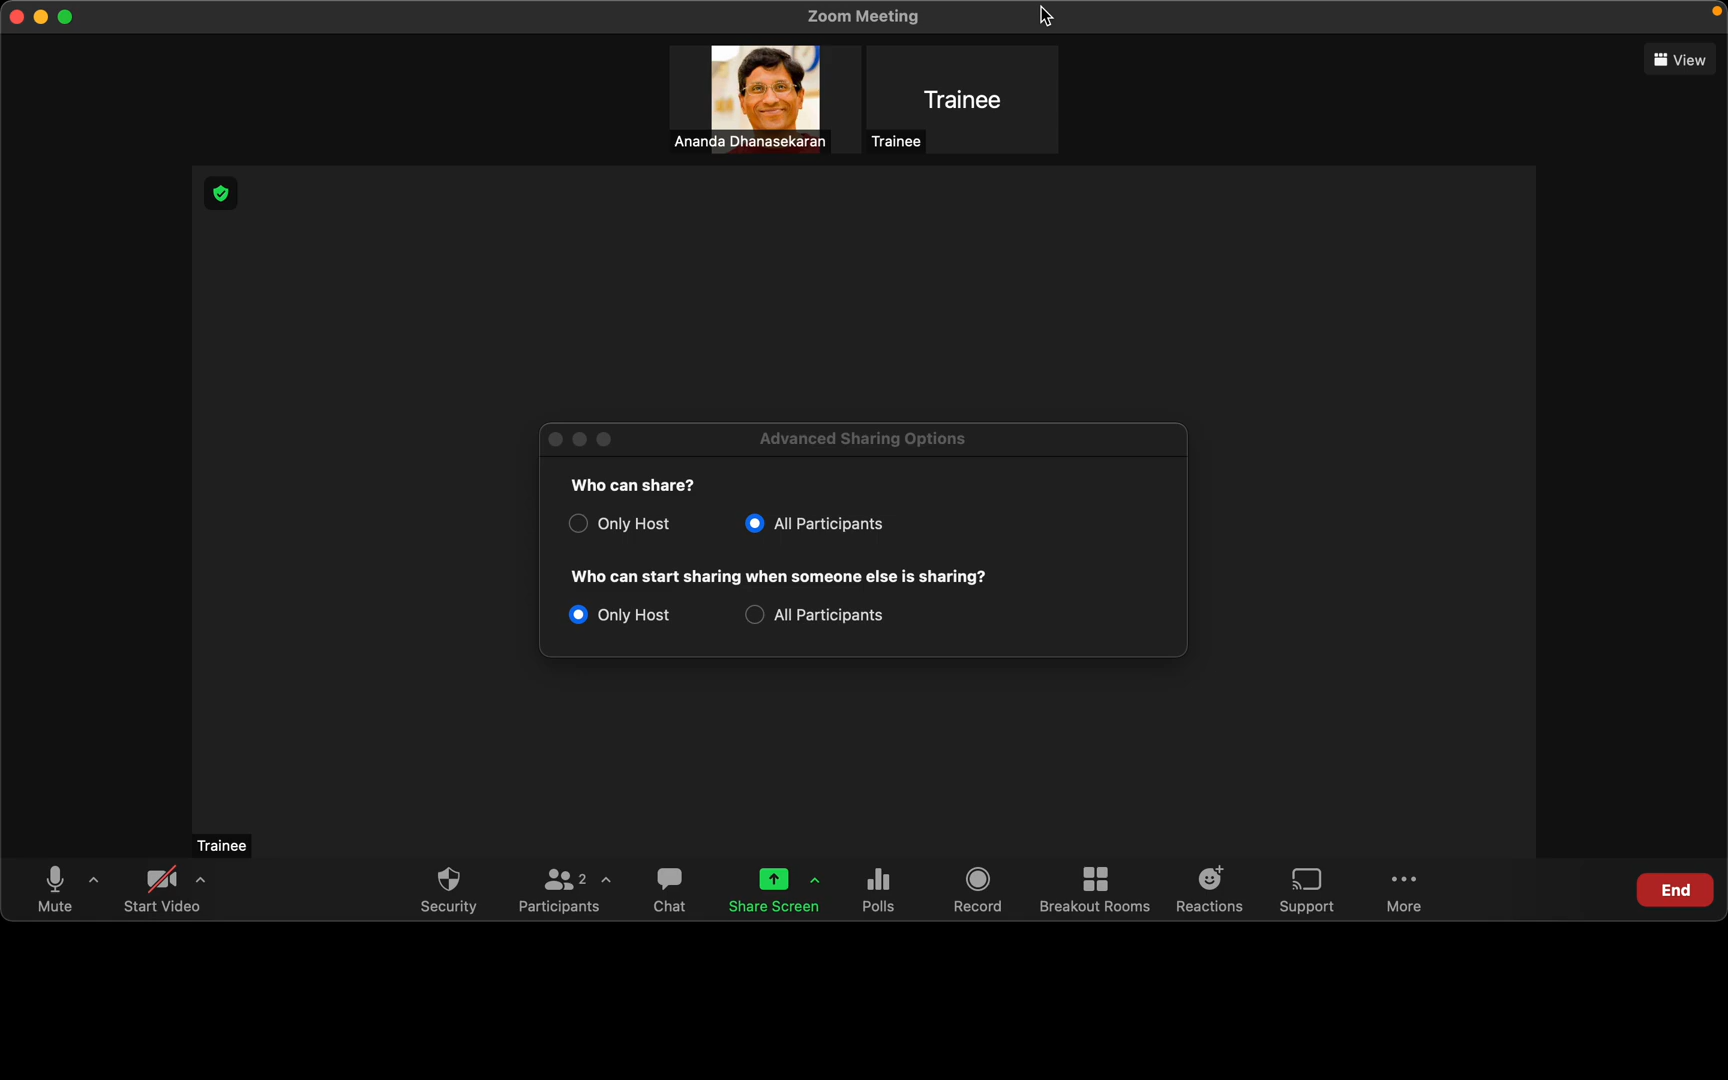 Zoom Meeting
View
Trainee
Ananda Dhanasekaran
Trainee
Advanced Sharing Options
Who can share?
Only Host
All Participants
Who can start sharing when someone else is sharing?
Only Host
All Participants
Trainee
2
Mute
Start Video
Security
Participants
Chat
Share Screen
Polls
Record
Breakout Rooms
Reactions
Support
More
End